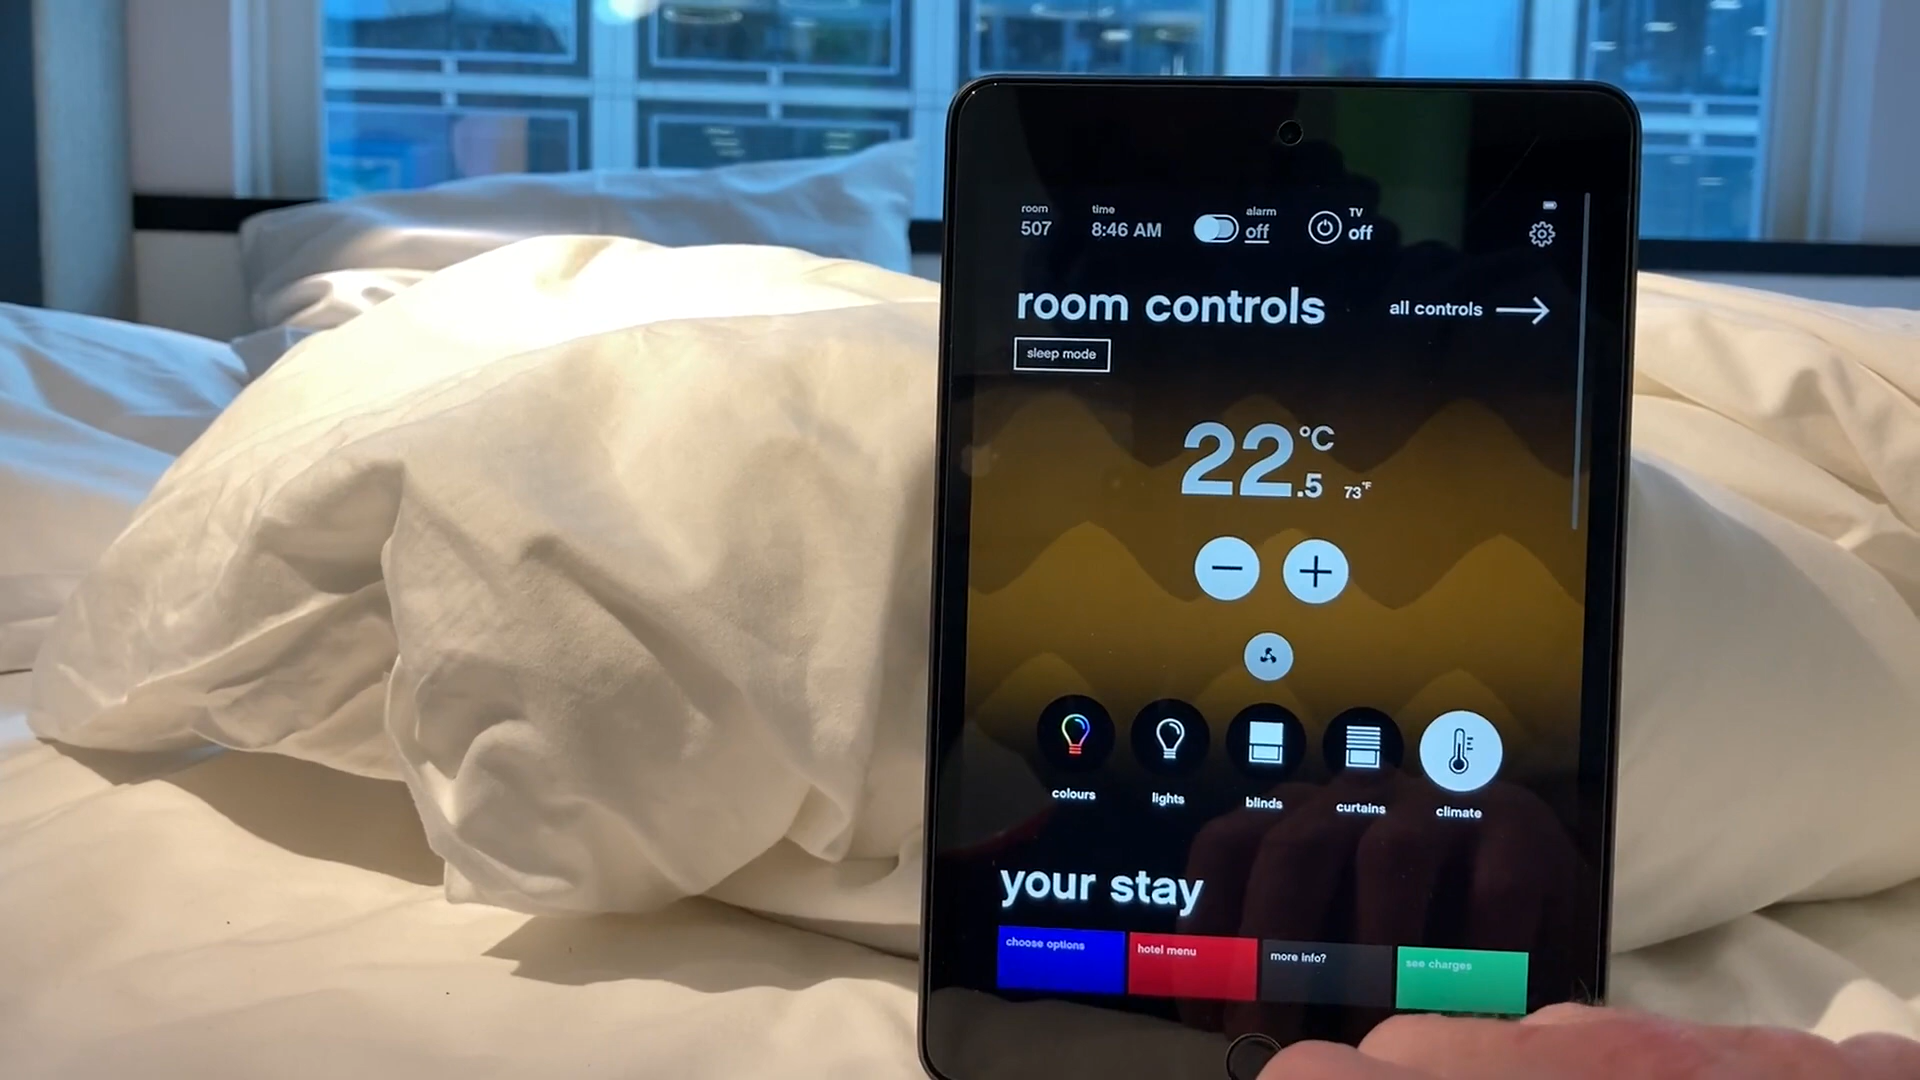 room
507
time
8:46 AM
alarm
off
TV
off
room controls
all controls
sleep mode
22.5 °C
73°F
colours
lights
blinds
curtains
climate
your stay
choose options
hotel menu
more info?
see charges